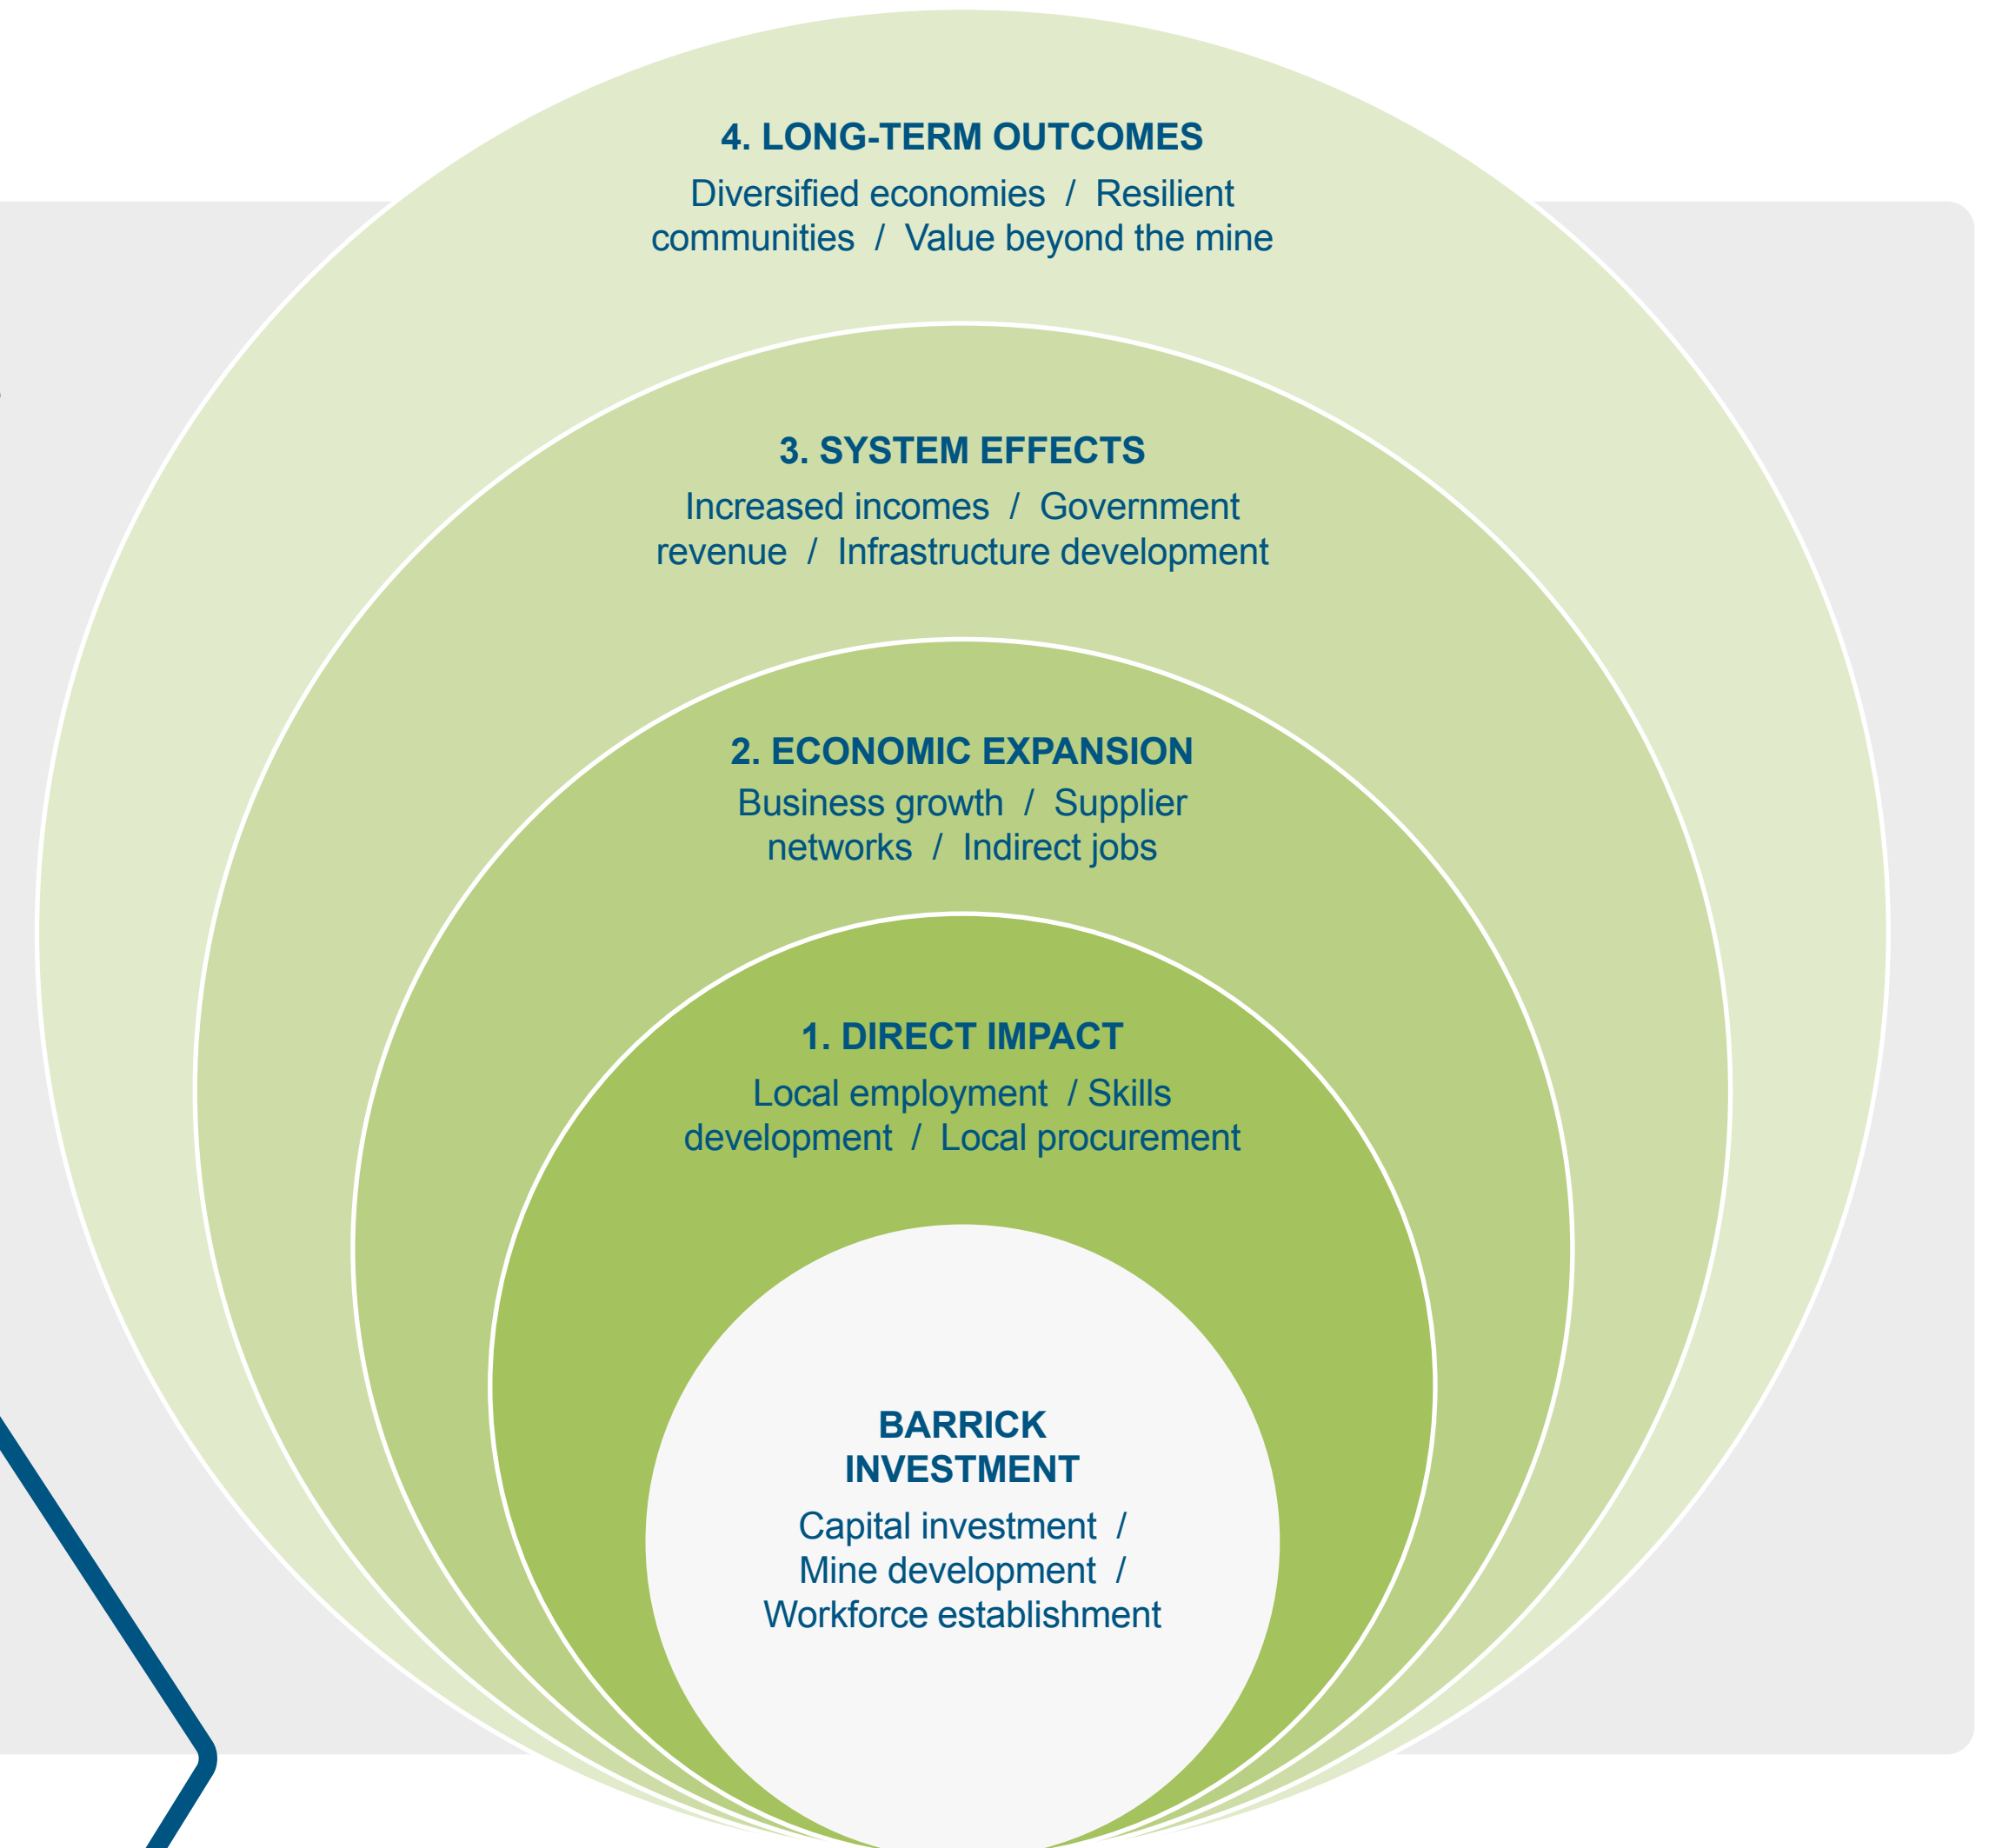 4. LONG-TERM OUTCOMES
Diversified economies / Resilient
communities / Value beyond the mine
3. SYSTEM EFFECTS
Increased incomes / Government
revenue / Infrastructure development
2. ECONOMIC EXPANSION
Business growth / Supplier
networks / Indirect jobs
1. DIRECT IMPACT
Local employment / Skills
development / Local procurement
BARRICK
INVESTMENT
Capital investment /
Mine development /
Workforce establishment